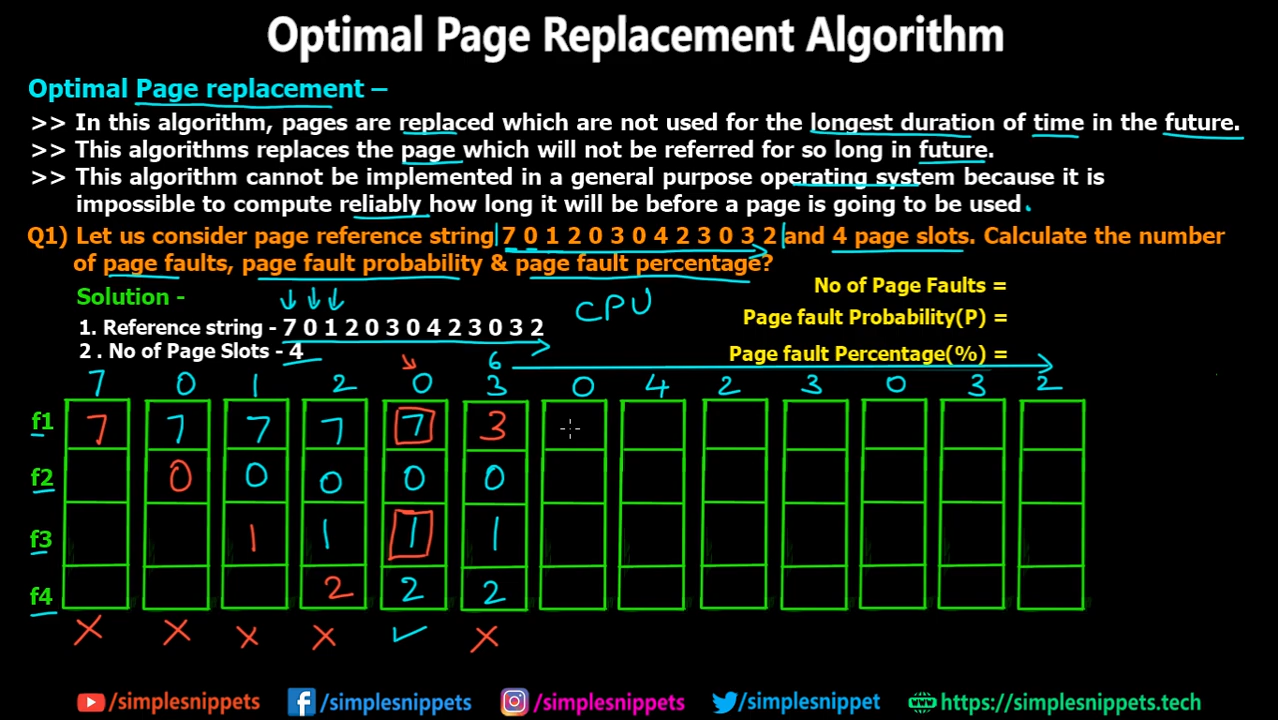 Optimal Page Replacement Algorithm
Optimal Page replacement –
>> In this algorithm, pages are replaced which are not used for the longest duration of time in the future.
>> This algorithms replaces the page which will not be referred for so long in future.
>> This algorithm cannot be implemented in a general purpose operating system because it is
impossible to compute reliably how long it will be before a page is going to be used.
Q1) Let us consider page reference string 7 0 1 2 0 3 0 4 2 3 0 3 2 and 4 page slots. Calculate the number
of page faults, page fault probability & page fault percentage?
Solution -
CPU
No of Page Faults =
1. Reference string - 7 0 1 2 0 3 0 4 2 3 0 3 2
Page fault Probability(P) =
2 . No of Page Slots - 4
Page fault Percentage(%) =
6
7 0 1 2 0 3 0 4 2 3 0 3 2
f1 7 7 7 7 7 3
f2 0 0 0 0 0
f3 1 1 1 1
f4 2 2 2
X X X X ✓ X
/simplesnippets /simplesnippets /simplesnippets /simplesnippets https://simplesnippets.tech